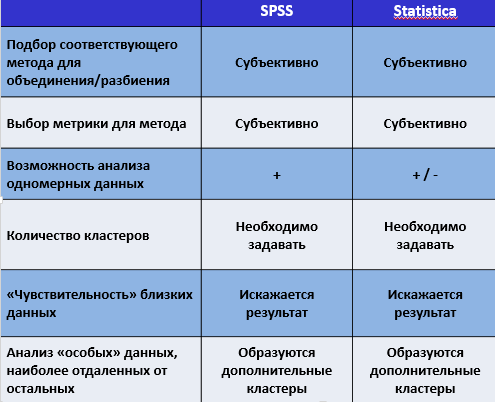 SPSS Statistica
Подбор соответствующего
метода для
объединения/разбиения
Субъективно Субъективно
Выбор метрики для метода Субъективно Субъективно
Возможность анализа
одномерных данных
+ + / -
Количество кластеров
Необходимо
задавать
Необходимо
задавать
«Чувствительность» близких
данных
Искажается
результат
Искажается
результат
Анализ «особых» данных,
наиболее отдаленных от
остальных
Образуются
дополнительные
кластеры
Образуются
дополнительные
кластеры